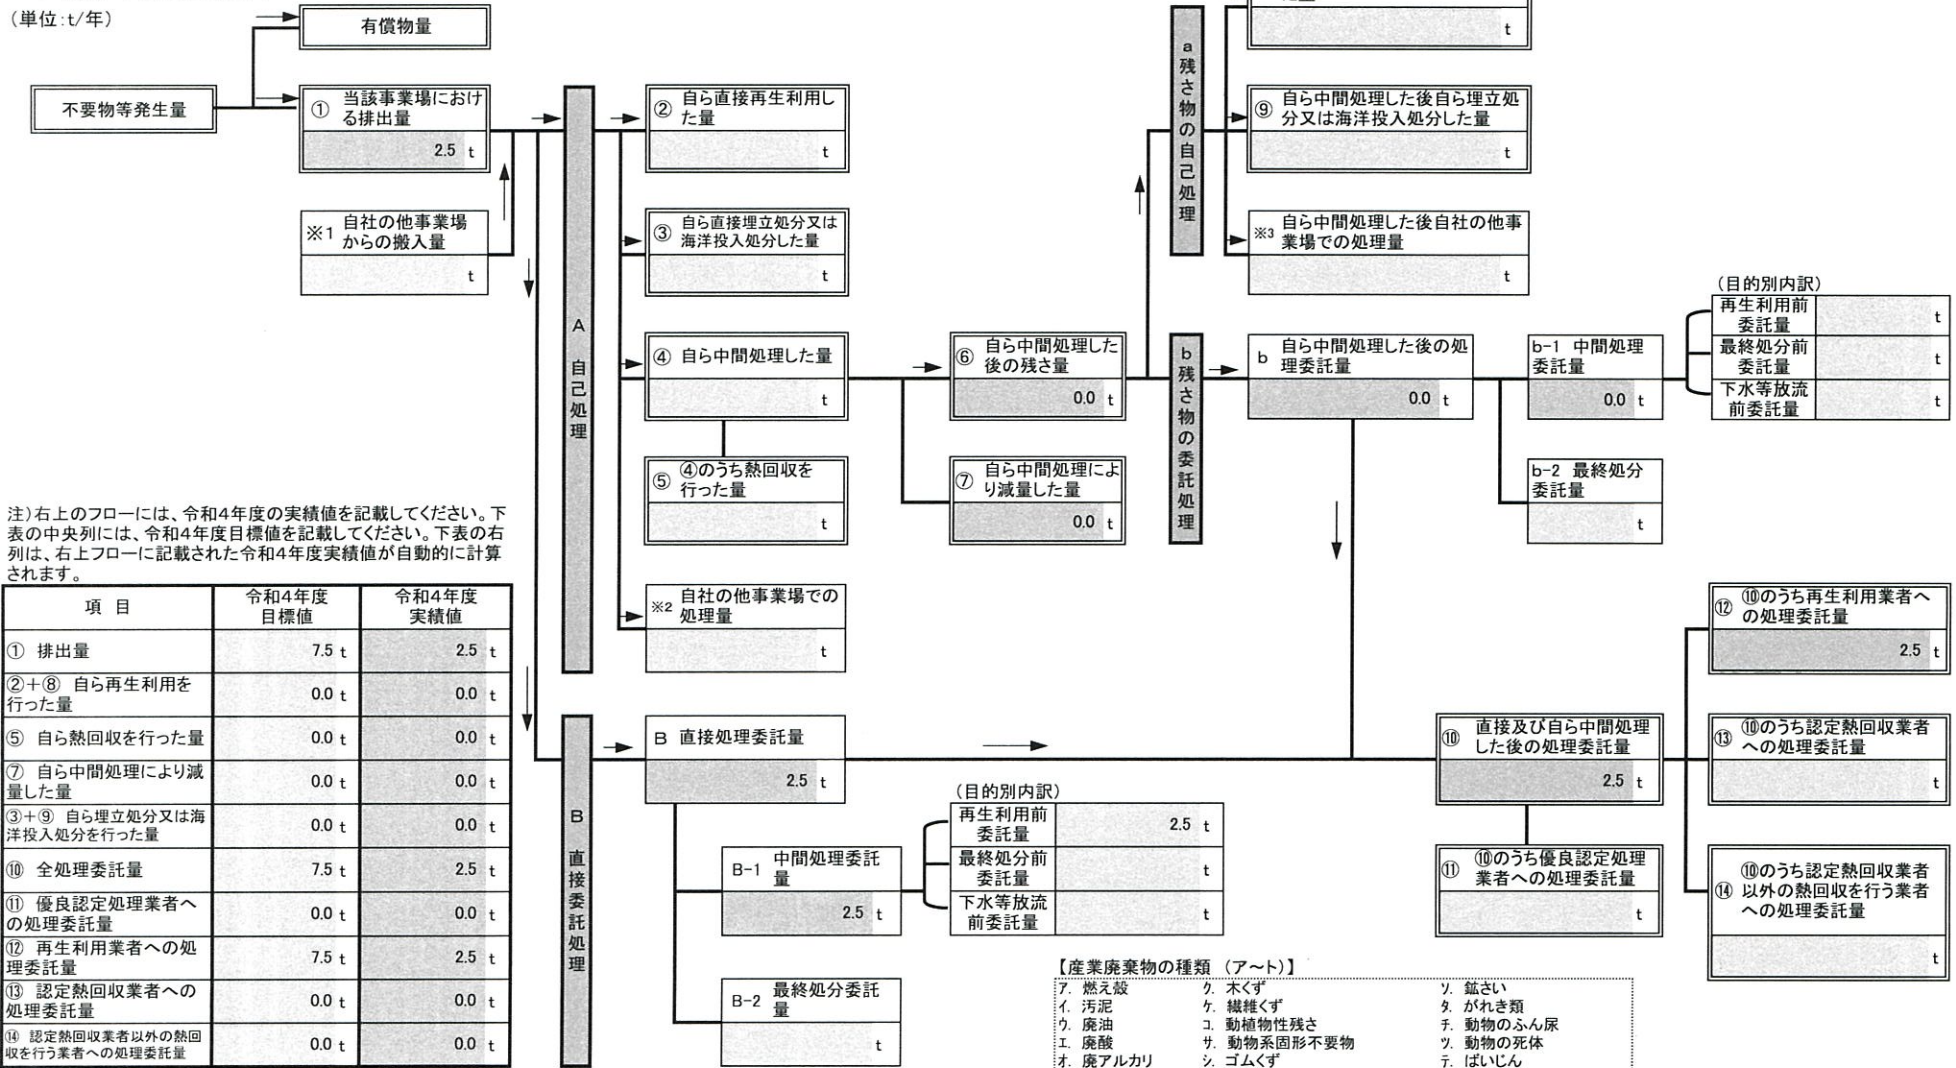 (単位:t/年)
有償物量
不要物等発生量
① 当該事業場におけ
る排出量
2.5 t
※1 自社の他事業場
からの搬入量
t
A 自己処理
② 自ら直接再生利用し
た量
t
③ 自ら直接埋立処分又は
海洋投入処分した量
t
④ 自ら中間処理した量
t
⑤ ④のうち熱回収を
行った量
t
※2 自社の他事業場での
処理量
t
⑥ 自ら中間処理した
後の残さ量
0.0 t
⑦ 自ら中間処理によ
り減量した量
0.0 t
a残さ物の自己処理
t
⑨ 自ら中間処理した後自ら埋立処
分又は海洋投入処分した量
t
※3 自ら中間処理した後自社の他事
業場での処理量
t
b残さ物の委託処理
b 自ら中間処理した後の処
理委託量
0.0 t
b-1 中間処理
委託量
0.0 t
b-2 最終処分
委託量
t
(目的別内訳)
再生利用前
委託量
t
最終処分前
委託量
t
下水等放流
前委託量
t
注)右上のフローには、令和4年度の実績値を記載してください。下
表の中央列には、令和4年度目標値を記載してください。下表の右
列は、右上フローに記載された令和4年度実績値が自動的に計算
されます。
項 目
令和4年度
目標値
令和4年度
実績値
① 排出量 7.5 t 2.5 t
②+⑧ 自ら再生利用を
行った量 0.0 t 0.0 t
⑤ 自ら熱回収を行った量 0.0 t 0.0 t
⑦ 自ら中間処理により減
量した量 0.0 t 0.0 t
③+⑨ 自ら埋立処分又は海
洋投入処分を行った量 0.0 t 0.0 t
⑩ 全処理委託量 7.5 t 2.5 t
⑪ 優良認定処理業者へ
の処理委託量 0.0 t 0.0 t
⑫ 再生利用業者への処
理委託量 7.5 t 2.5 t
⑬ 認定熱回収業者への
処理委託量 0.0 t 0.0 t
⑭ 認定熱回収業者以外の熱回
収を行う業者への処理委託量 0.0 t 0.0 t
B 直接委託処理
B 直接処理委託量
2.5 t
B-1 中間処理委託
量
2.5 t
B-2 最終処分委託
量
t
(目的別内訳)
再生利用前
委託量
2.5 t
最終処分前
委託量
t
下水等放流
前委託量
t
⑩ 直接及び自ら中間処理
した後の処理委託量
2.5 t
⑪ ⑩のうち優良認定処理
業者への処理委託量
t
⑫ ⑩のうち再生利用業者へ
の処理委託量
2.5 t
⑬ ⑩のうち認定熱回収業者
への処理委託量
t
⑭ ⑩のうち認定熱回収業者
以外の熱回収を行う業者
への処理委託量
t
【産業廃棄物の種類 (ア~ト)】
ア. 燃え殻 ク. 木くず ソ. 鉱さい
イ. 汚泥 ケ. 繊維くず タ. がれき類
ウ. 廃油 コ. 動植物性残さ チ. 動物のふん尿
エ. 廃酸 サ. 動物系固形不要物 ツ. 動物の死体
オ. 廃アルカリ シ. ゴムくず テ. ばいじん